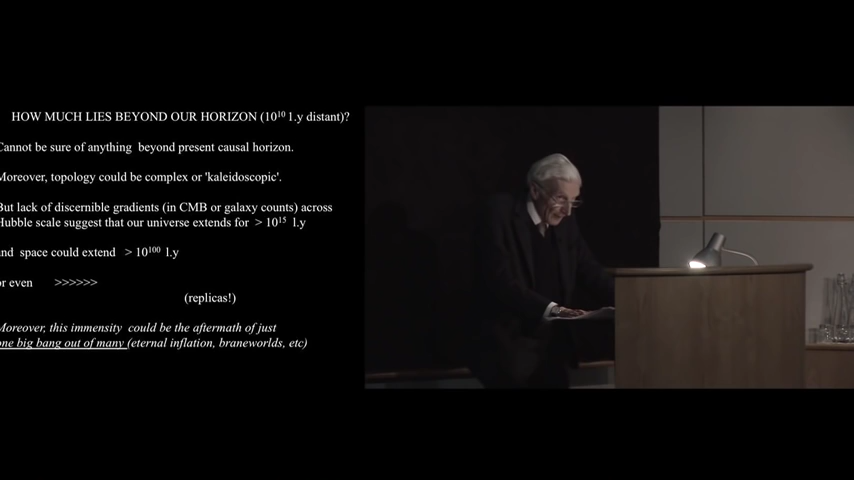 HOW MUCH LIES BEYOND OUR HORIZON (10¹⁰ l.y distant)?
Cannot be sure of anything beyond present causal horizon.
Moreover, topology could be complex or 'kaleidoscopic'.
But lack of discernible gradients (in CMB or galaxy counts) across
Hubble scale suggest that our universe extends for > 10¹⁵ l.y
and space could extend > 10¹⁰⁰ l.y
or even >>>>>>
(replicas!)
Moreover, this immensity could be the aftermath of just
one big bang out of many (eternal inflation, braneworlds, etc)